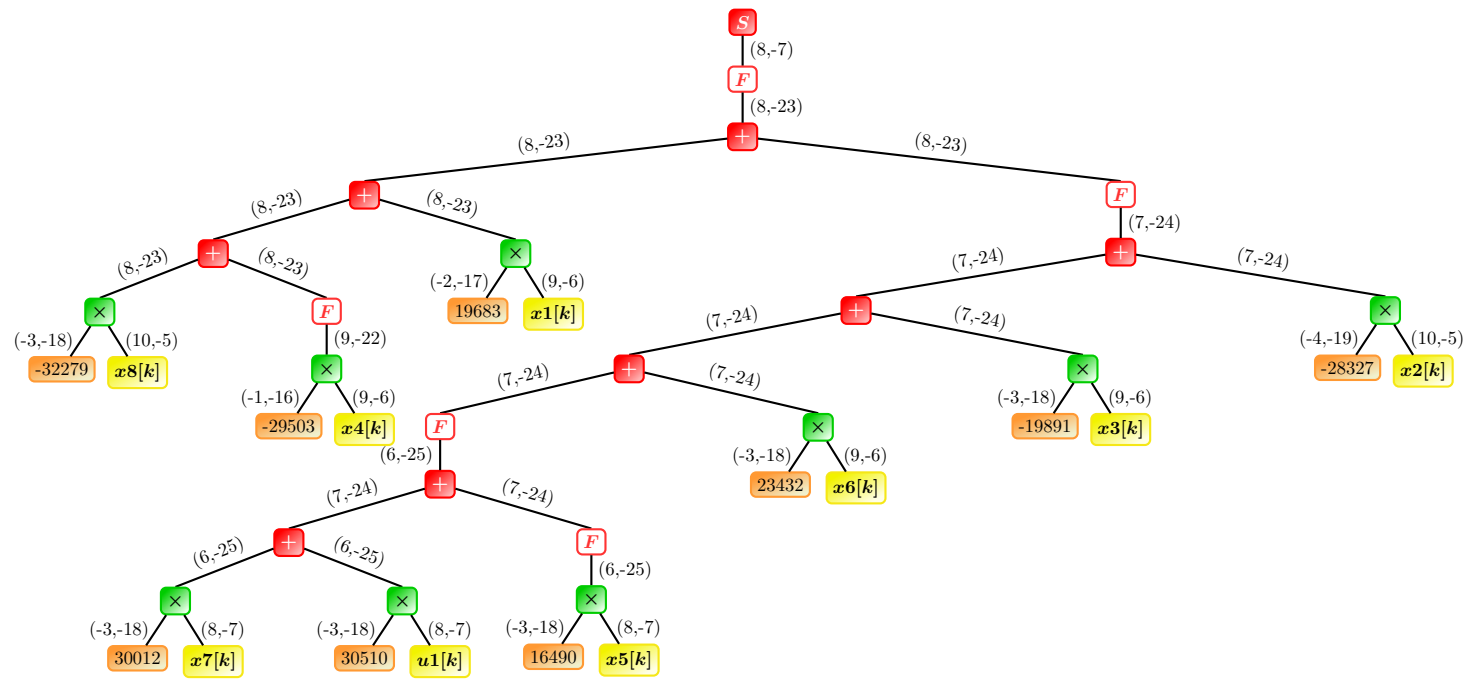 S
(8,-7)
F
(8,-23)
+
(8,-23) (8,-23)
+ F
(8,-23) (8,-23) (7,-24)
+ × +
(8,-23) (8,-23) (-2,-17) (9,-6) (7,-24) (7,-24)
× F 19683 x1[k] + ×
(-3,-18) (10,-5) (9,-22) (7,-24) (7,-24) (-4,-19) (10,-5)
-32279 x8[k] × + × -28327 x2[k]
(-1,-16) (9,-6) (7,-24) (7,-24) (-3,-18) (9,-6)
-29503 x4[k] F × -19891 x3[k]
(6,-25) (-3,-18) (9,-6)
+ 23432 x6[k]
(7,-24) (7,-24)
+ F
(6,-25) (6,-25) (6,-25)
× × ×
(-3,-18) (8,-7) (-3,-18) (8,-7) (-3,-18) (8,-7)
30012 x7[k] 30510 u1[k] 16490 x5[k]